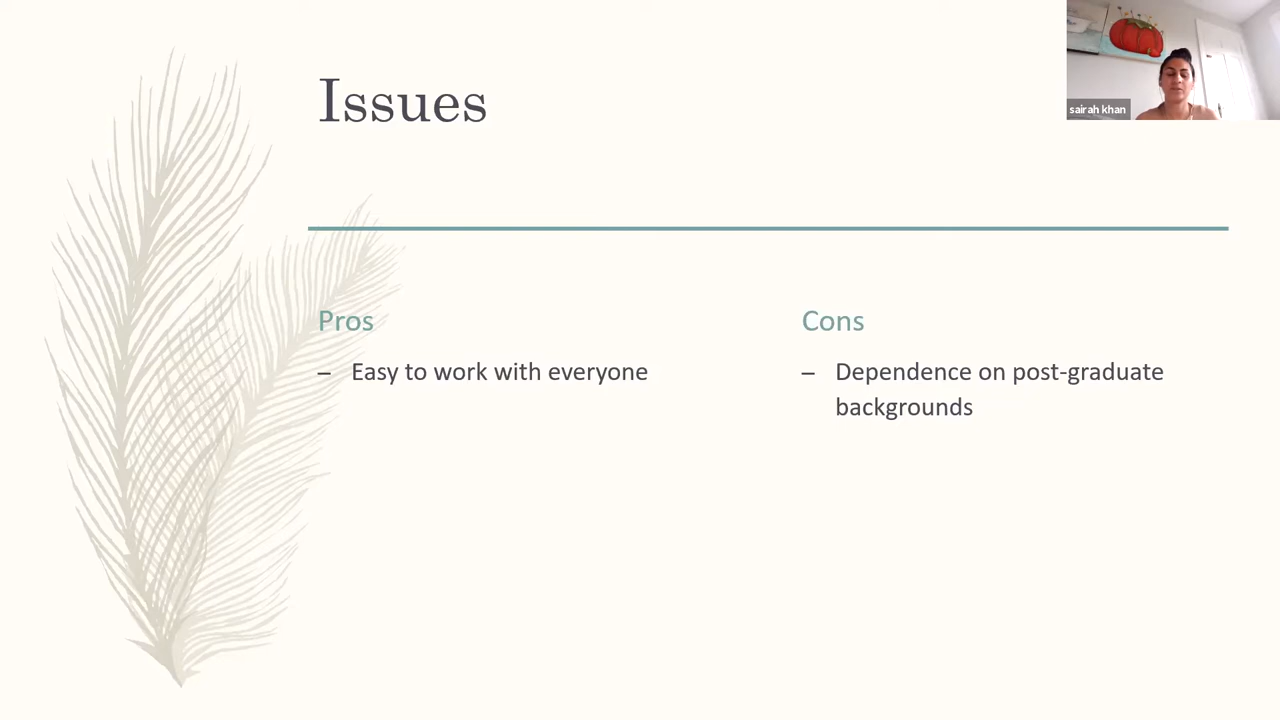 Issues
sairah khan
Pros
– Easy to work with everyone
Cons
– Dependence on post-graduate
backgrounds